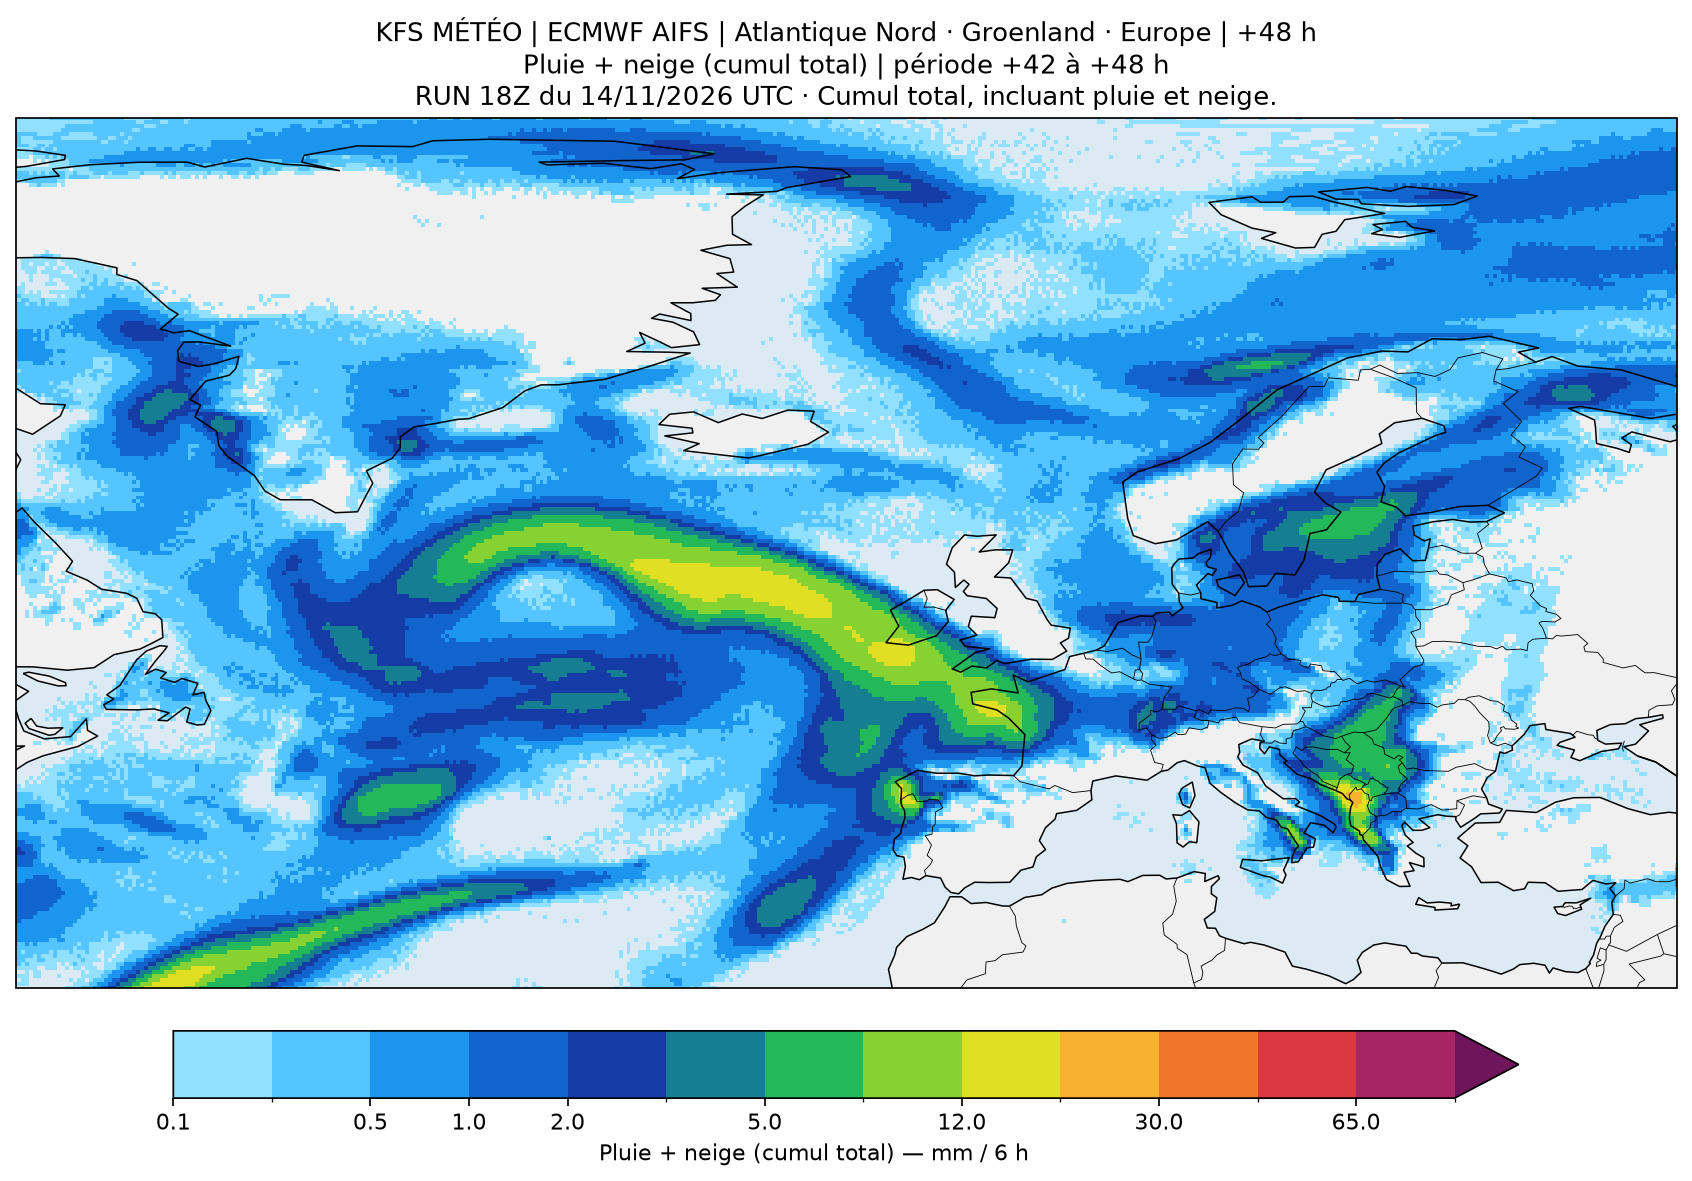 KFS MÉTÉO | ECMWF AIFS | Atlantique Nord · Groenland · Europe | +48 h
Pluie + neige (cumul total) | période +42 à +48 h
RUN 18Z du 14/11/2026 UTC · Cumul total, incluant pluie et neige.
0.1 0.5 1.0 2.0 5.0 12.0 30.0 65.0
Pluie + neige (cumul total) — mm / 6 h